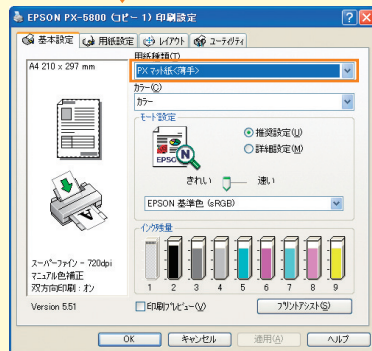 EPSON PX-5800 (コピー 1) 印刷設定
基本設定 用紙設定 レイアウト ユーティリティ
A4 210 x 297 mm
用紙種類(T)
PXマット紙<薄手>
カラー(C)
カラー
モード設定
EPSON
N
推奨設定(U)
詳細設定(M)
きれい 速い
EPSON 基準色 (sRGB)
インク残量
1 2 3 4 5 6 7 8 9
スーパーファイン - 720dpi
マニュアル色補正
双方向印刷 : オン
Version 5.51
印刷プレビュー(V)
プリントアシスト(S)
OK キャンセル 適用(A) ヘルプ